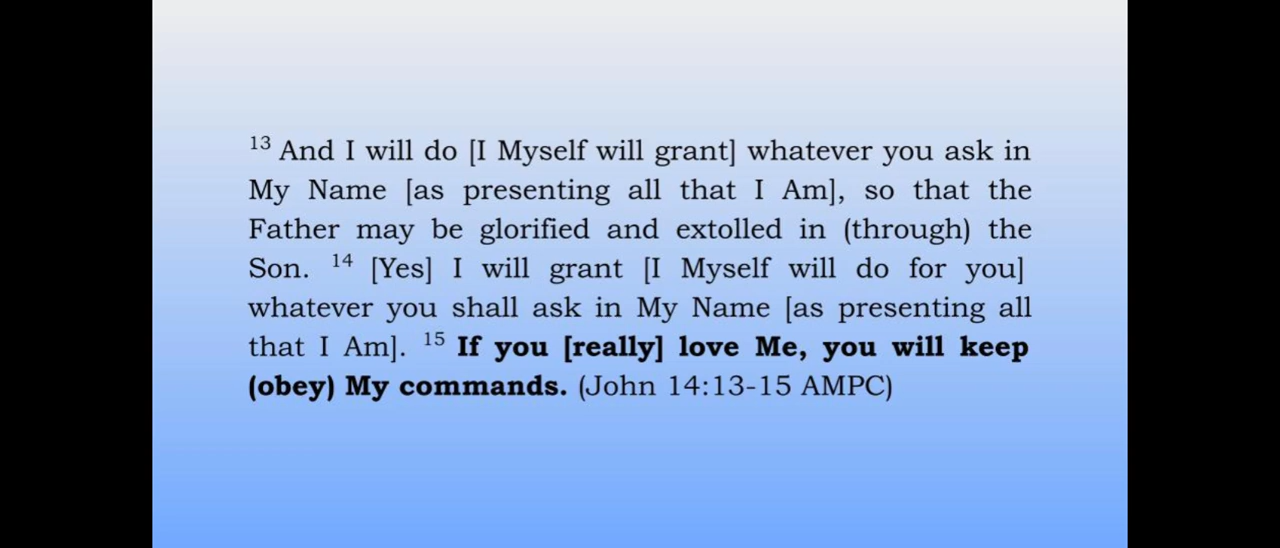 13 And I will do [I Myself will grant] whatever you ask in
My Name [as presenting all that I Am], so that the
Father may be glorified and extolled in (through) the
Son. 14 [Yes] I will grant [I Myself will do for you]
whatever you shall ask in My Name [as presenting all
that I Am]. 15 If you [really] love Me, you will keep
(obey) My commands. (John 14:13-15 AMPC)